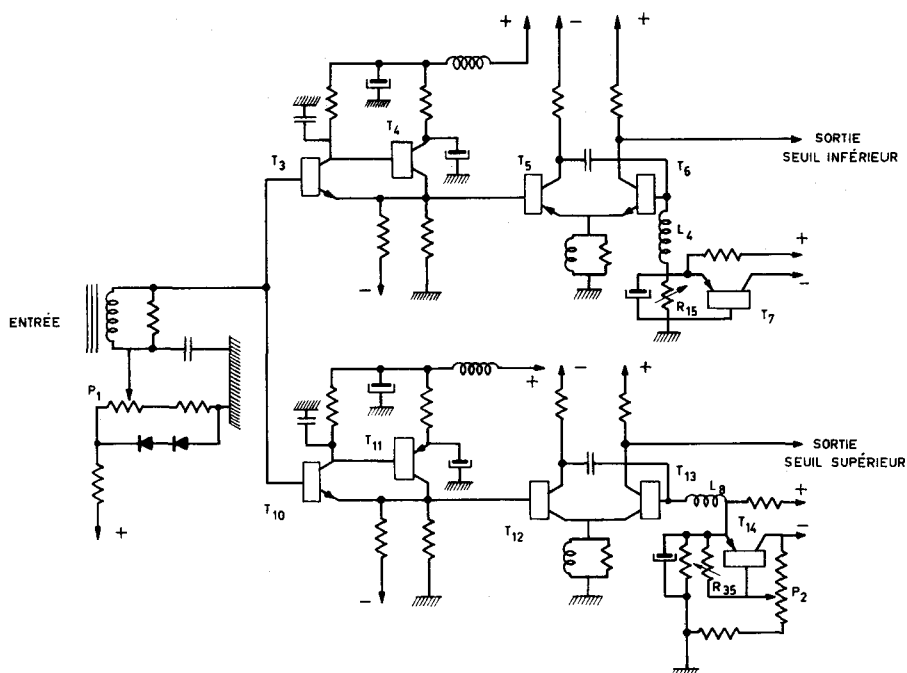 +
-
+
T4
T3
T5
T6
SORTIE
SEUIL INFÉRIEUR
L4
+
-
R15
T7
ENTRÉE
P1
+
-
+
-
+
T11
T10
T12
T13
SORTIE
SEUIL SUPÉRIEUR
L8
+
-
T14
R35
P2
-